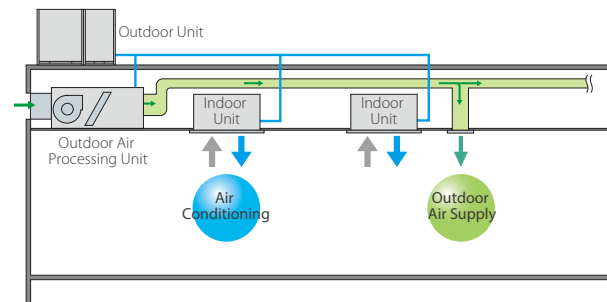 Outdoor Unit
Indoor
Unit
Indoor
Unit
Outdoor Air
Processing Unit
Air
Conditioning
Outdoor
Air Supply